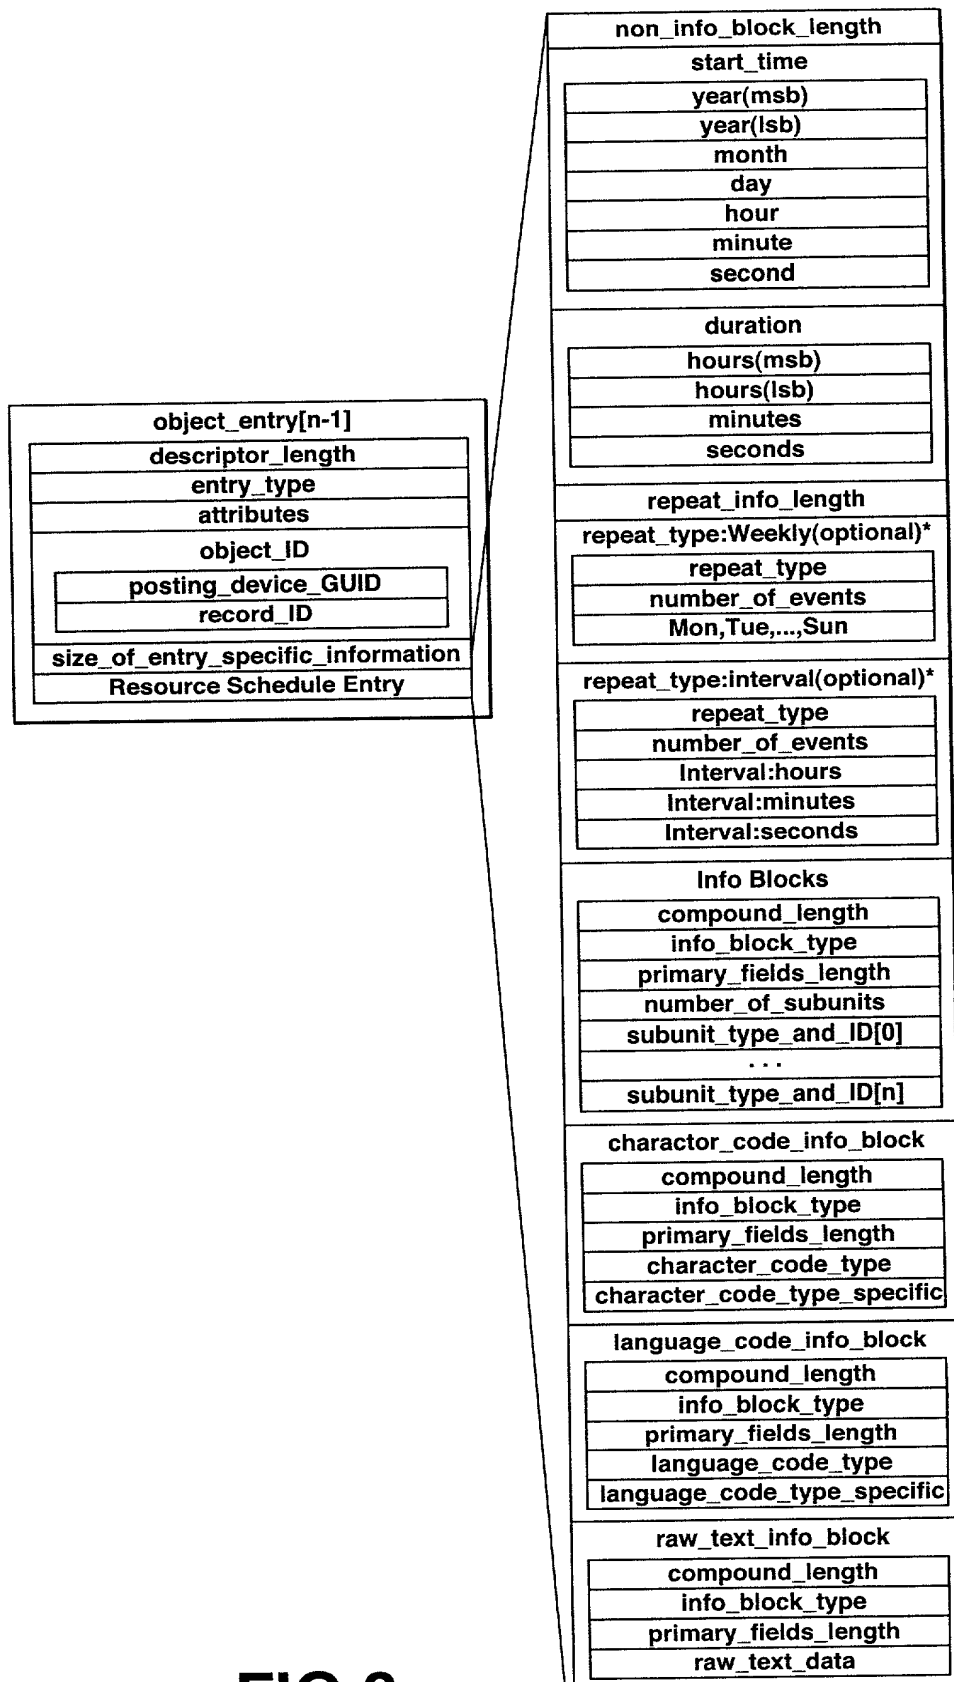 object_entry[n-1]
descriptor_length
entry_type
attributes
object_ID
posting_device_GUID
record_ID
size_of_entry_specific_information
Resource Schedule Entry
non_info_block_length
start_time
year(msb)
year(lsb)
month
day
hour
minute
second
duration
hours(msb)
hours(lsb)
minutes
seconds
repeat_info_length
repeat_type:Weekly(optional)*
repeat_type
number_of_events
Mon,Tue,...,Sun
repeat_type:interval(optional)*
repeat_type
number_of_events
Interval:hours
Interval:minutes
Interval:seconds
Info Blocks
compound_length
info_block_type
primary_fields_length
number_of_subunits
subunit_type_and_ID[0]
...
subunit_type_and_ID[n]
charactor_code_info_block
compound_length
info_block_type
primary_fields_length
character_code_type
character_code_type_specific
language_code_info_block
compound_length
info_block_type
primary_fields_length
language_code_type
language_code_type_specific
raw_text_info_block
compound_length
info_block_type
primary_fields_length
raw_text_data